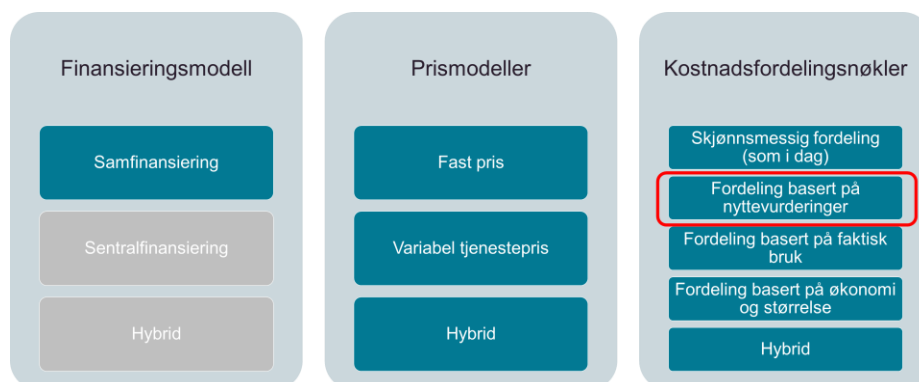 Finansieringsmodell
Samfinansiering
Sentralfinansiering
Hybrid
Prismodeller
Fast pris
Variabel tjenestepris
Hybrid
Kostnadsfordelingsnøkler
Skjønnsmessig fordeling
(som i dag)
Fordeling basert på
nyttevurderinger
Fordeling basert på faktisk
bruk
Fordeling basert på økonomi
og størrelse
Hybrid